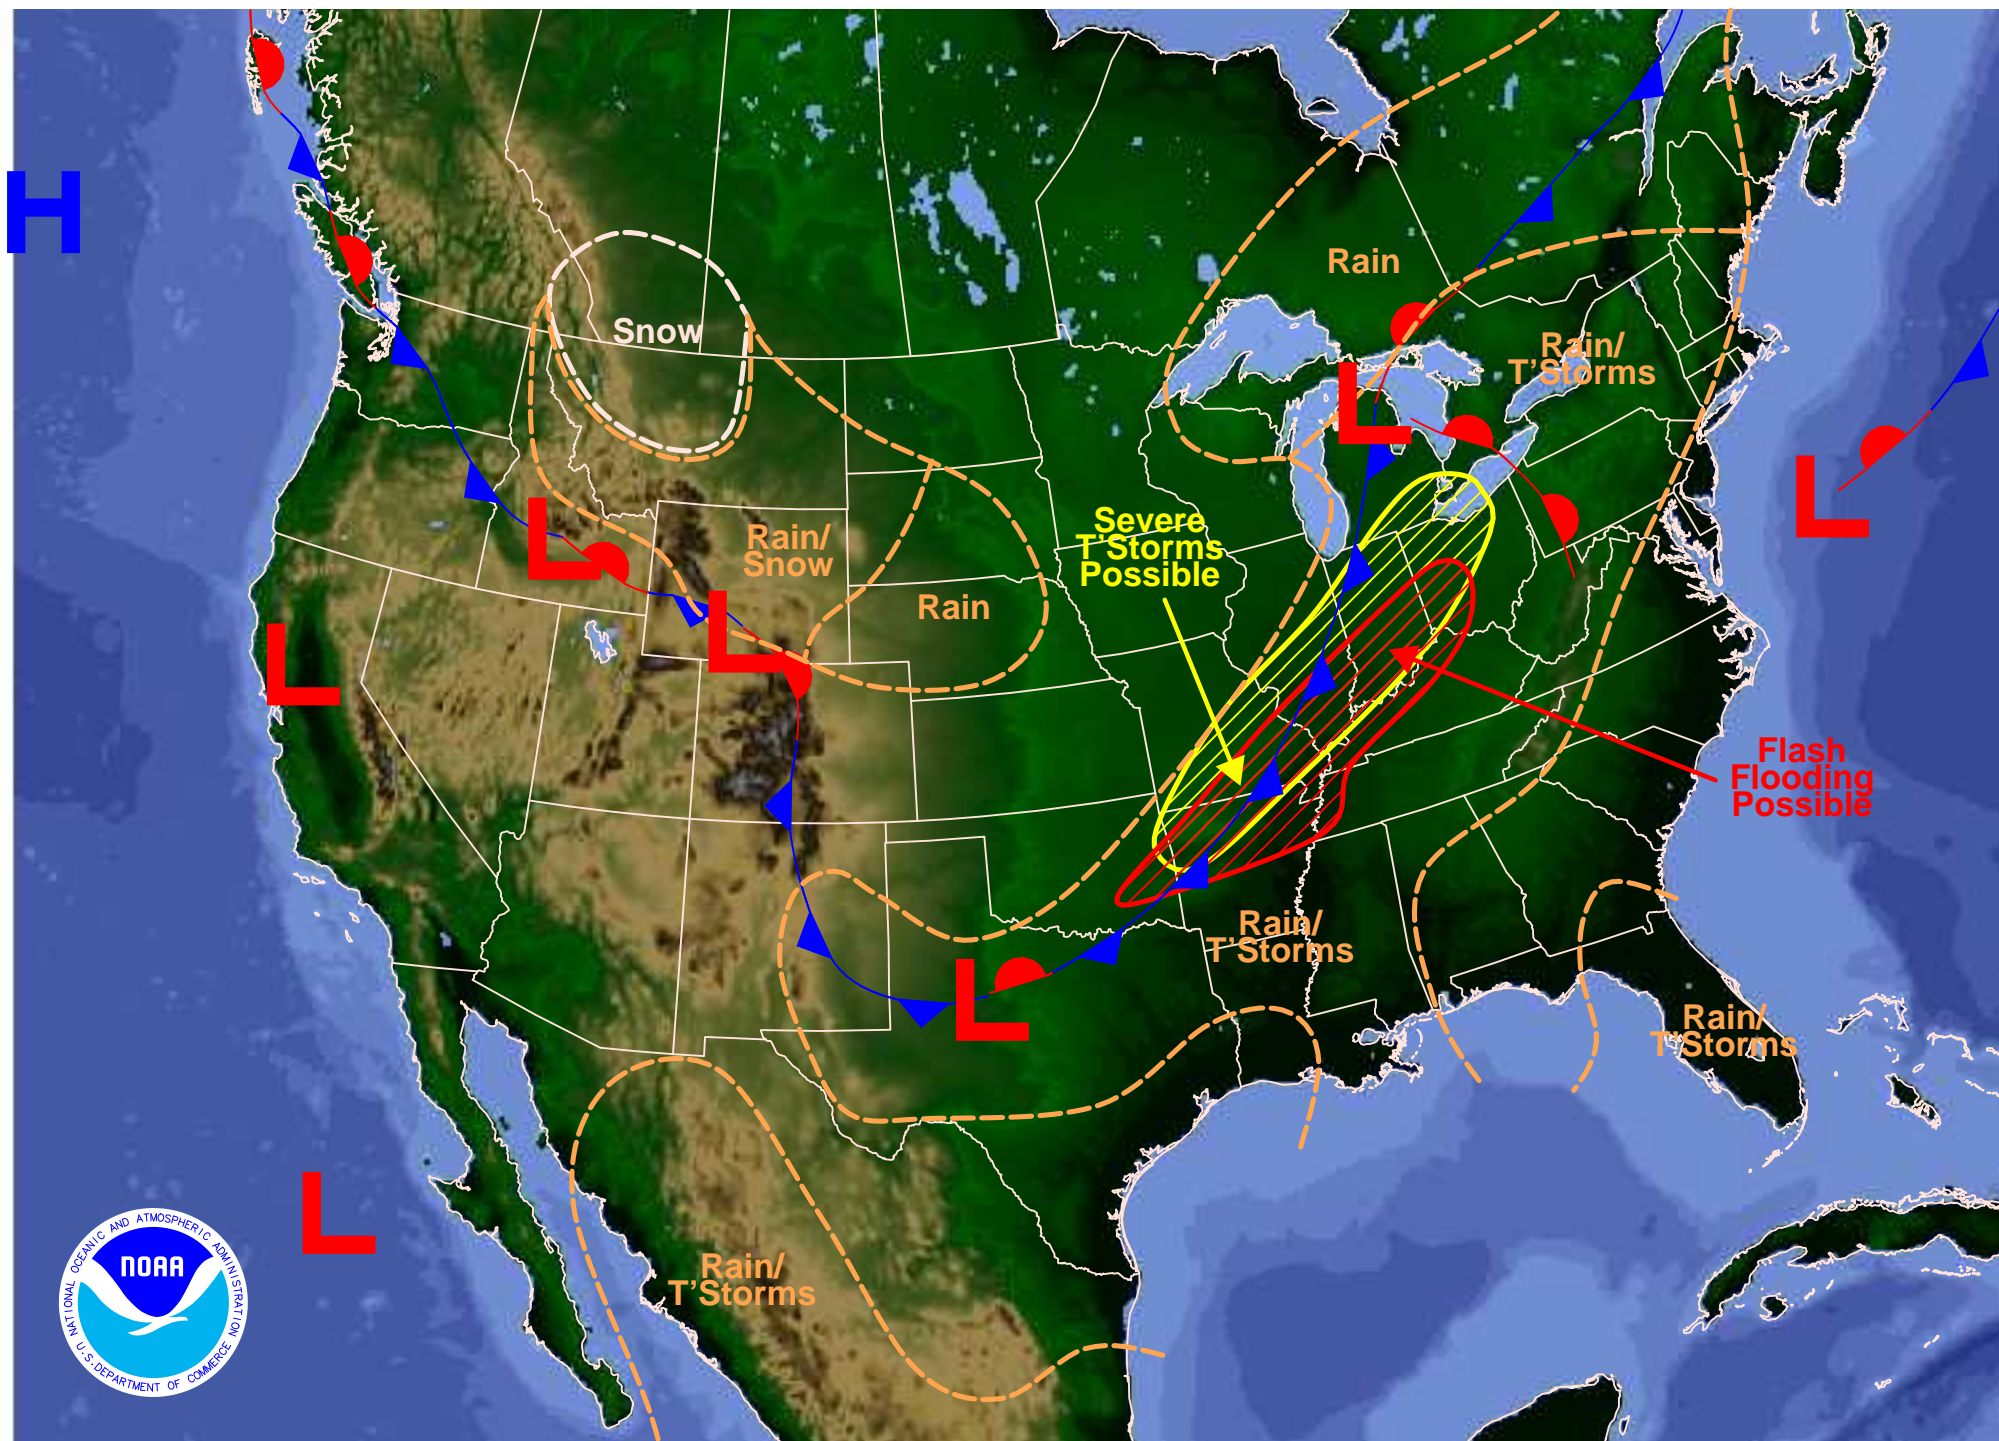 H
Snow
Rain
Rain/
T'Storms
L
Severe
T'Storms
Possible
L
L
Rain/
Snow
Rain
L
L
Flash
Flooding
Possible
Rain/
T'Storms
L
Rain/
T'Storms
L
Rain/
T'Storms
NATIONAL OCEANIC AND ATMOSPHERIC ADMINISTRATION
NOAA
U.S. DEPARTMENT OF COMMERCE